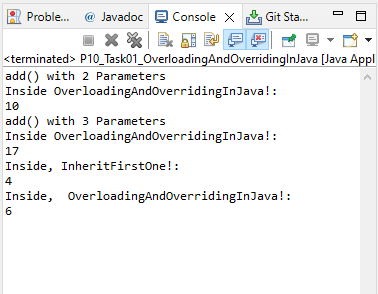 Proble... @ Javadoc Console Git Sta...
<terminated> P10_Task01_OverloadingAndOverridingInJava [Java Appl
add() with 2 Parameters
Inside OverloadingAndOverridingInJava!:
10
add() with 3 Parameters
Inside OverloadingAndOverridingInJava!:
17
Inside, InheritFirstOne!:
4
Inside,  OverloadingAndOverridingInJava!:
6